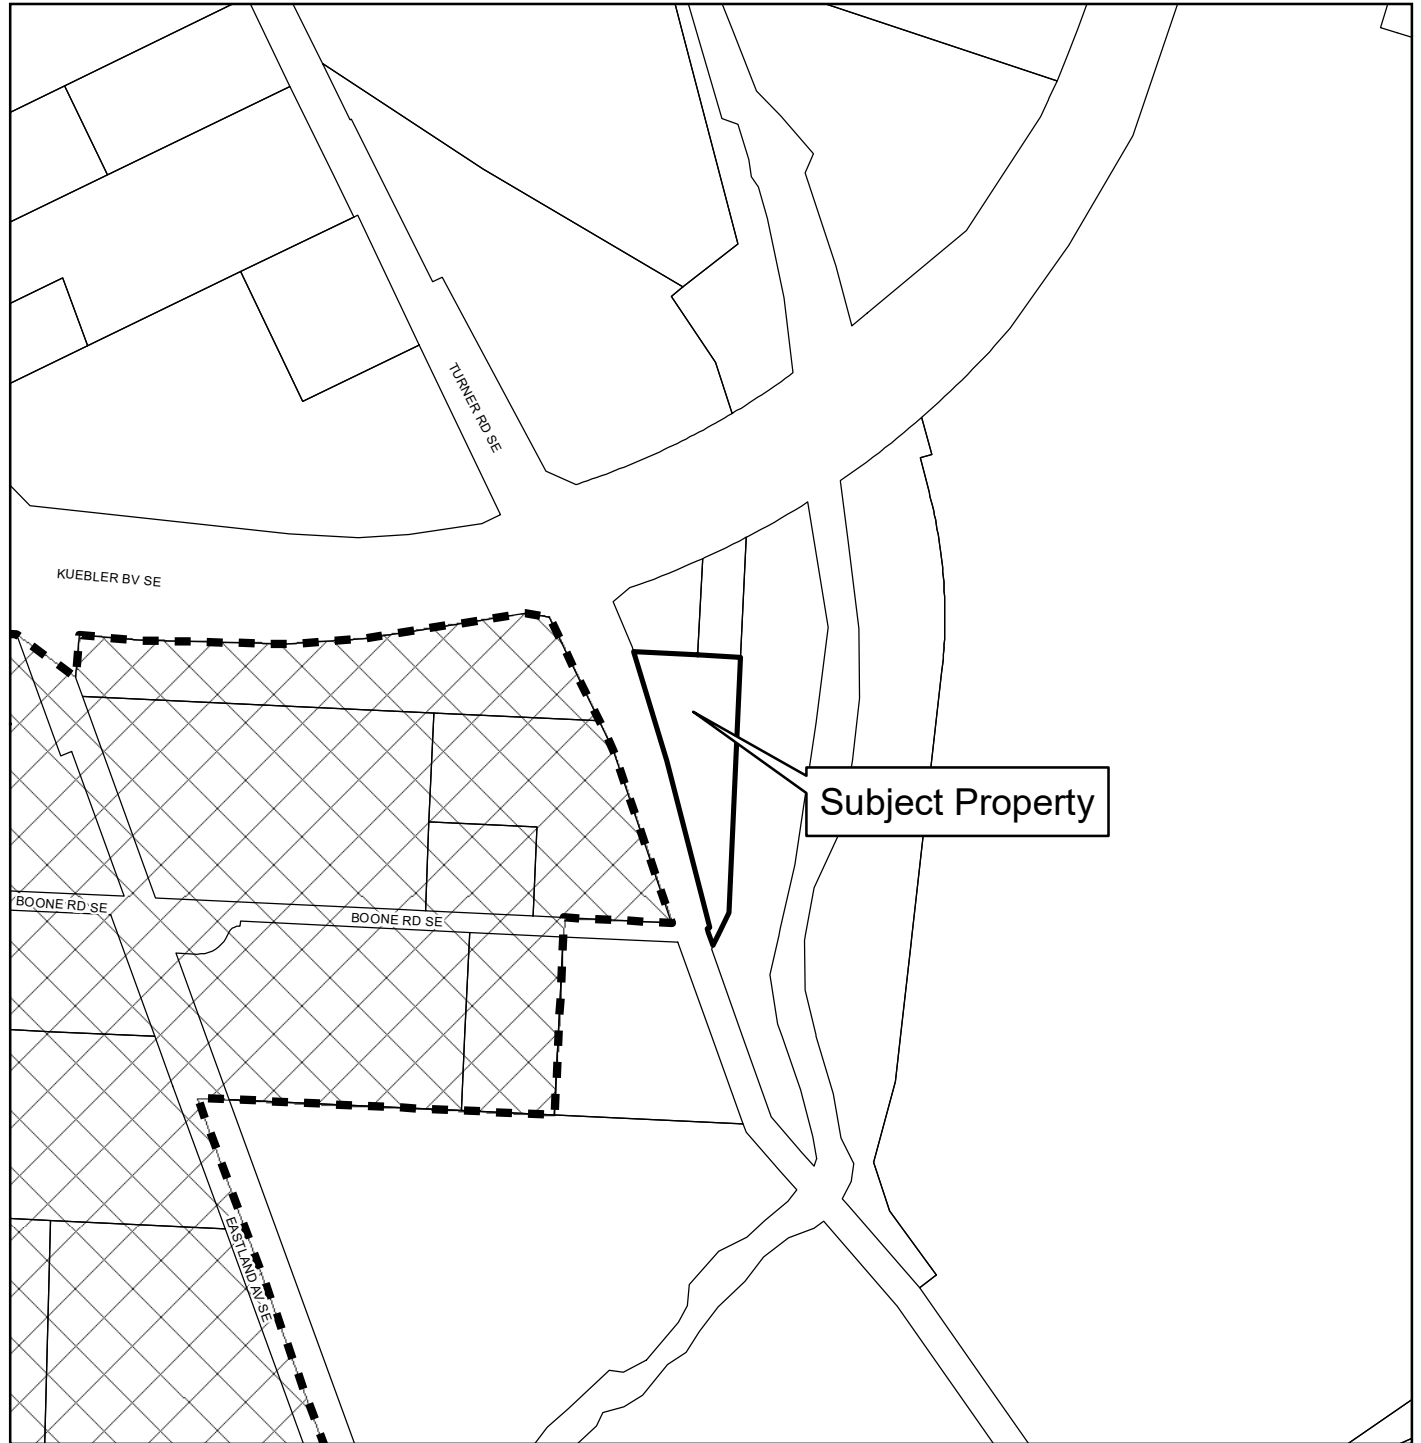 TURNER RD SE
KUEBLER BV SE
Subject Property
BOONE RD SE
BOONE RD SE
EASTLAND AV SE